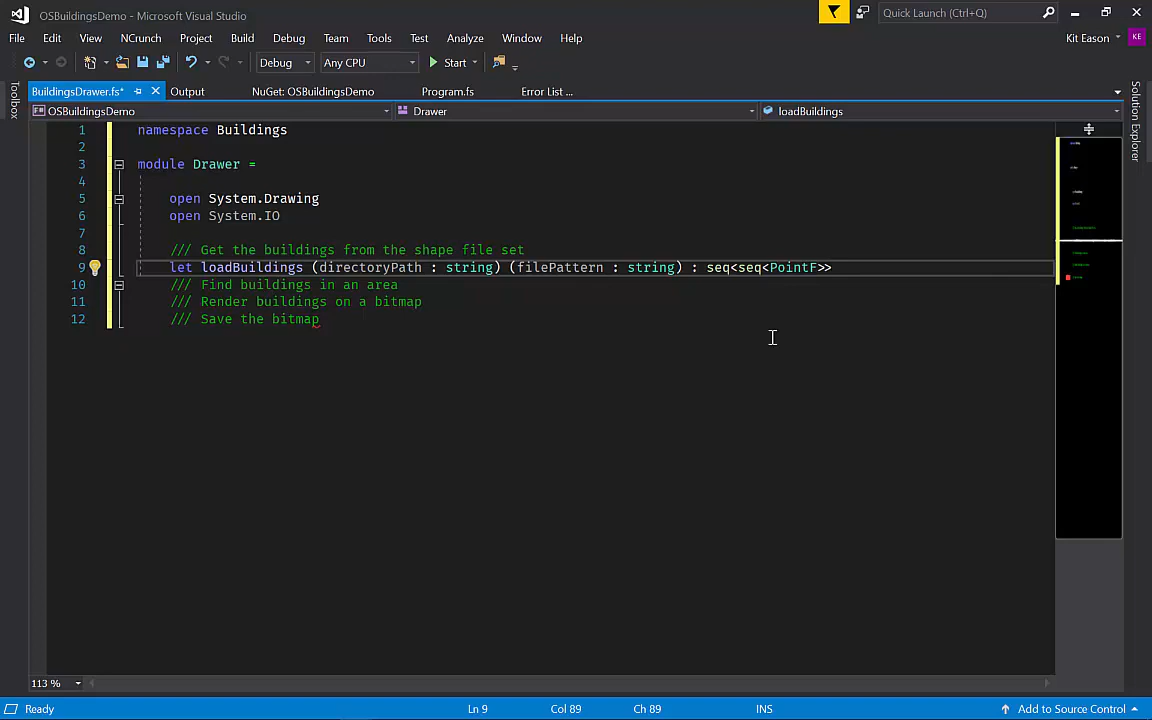 OSBuildingsDemo - Microsoft Visual Studio
Quick Launch (Ctrl+Q)
File Edit View NCrunch Project Build Debug Team Tools Test Analyze Window Help
Kit Eason KE
Debug Any CPU Start
BuildingsDrawer.fs* Output NuGet: OSBuildingsDemo Program.fs Error List ...
Toolbox
Solution Explorer
OSBuildingsDemo Drawer loadBuildings
1 namespace Buildings
2
3 module Drawer =
4
5 open System.Drawing
6 open System.IO
7
8 /// Get the buildings from the shape file set
9 let loadBuildings (directoryPath : string) (filePattern : string) : seq<seq<PointF>>
10 /// Find buildings in an area
11 /// Render buildings on a bitmap
12 /// Save the bitmap
113 %
Ready Ln 9 Col 89 Ch 89 INS Add to Source Control